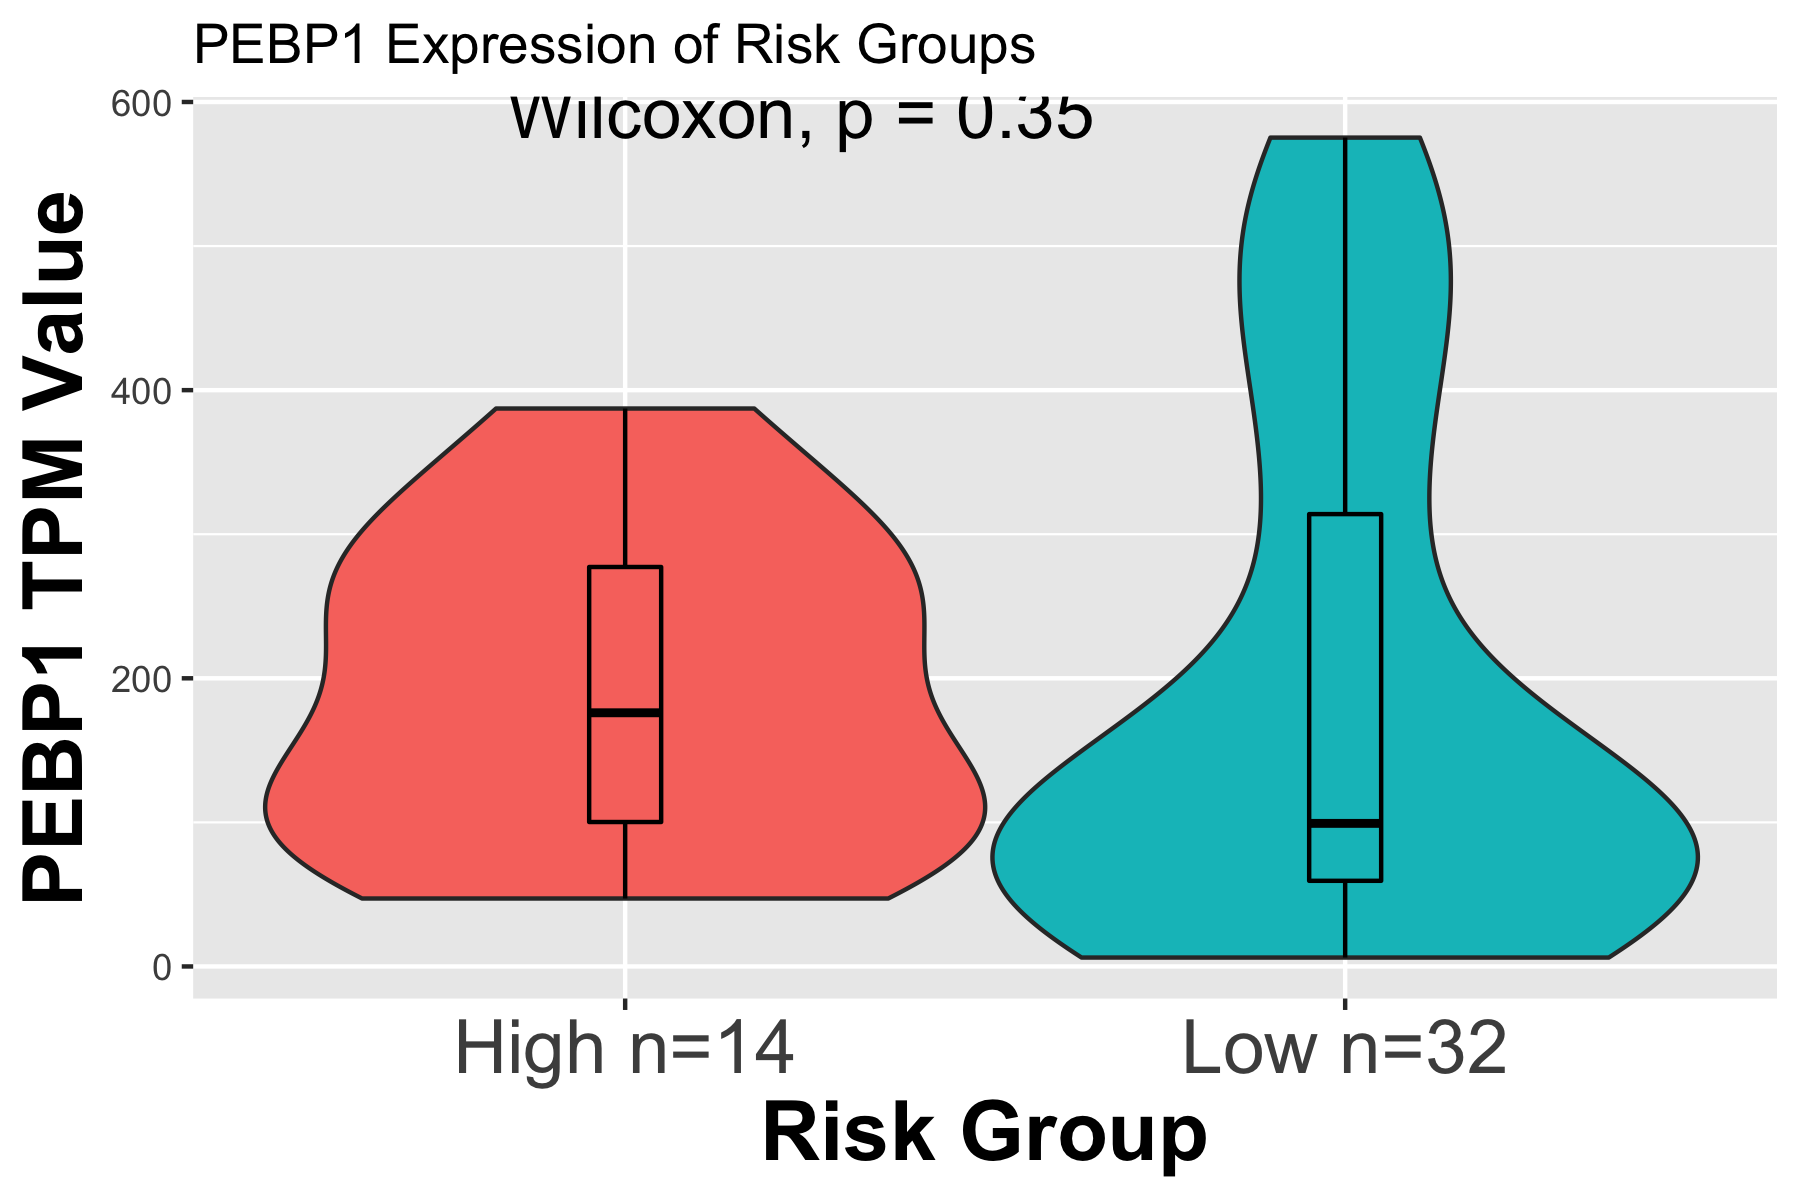 PEBP1 Expression of Risk Groups
Wilcoxon, p = 0.35
PEBP1 TPM Value
600
400
200
0
High n=14
Low n=32
Risk Group